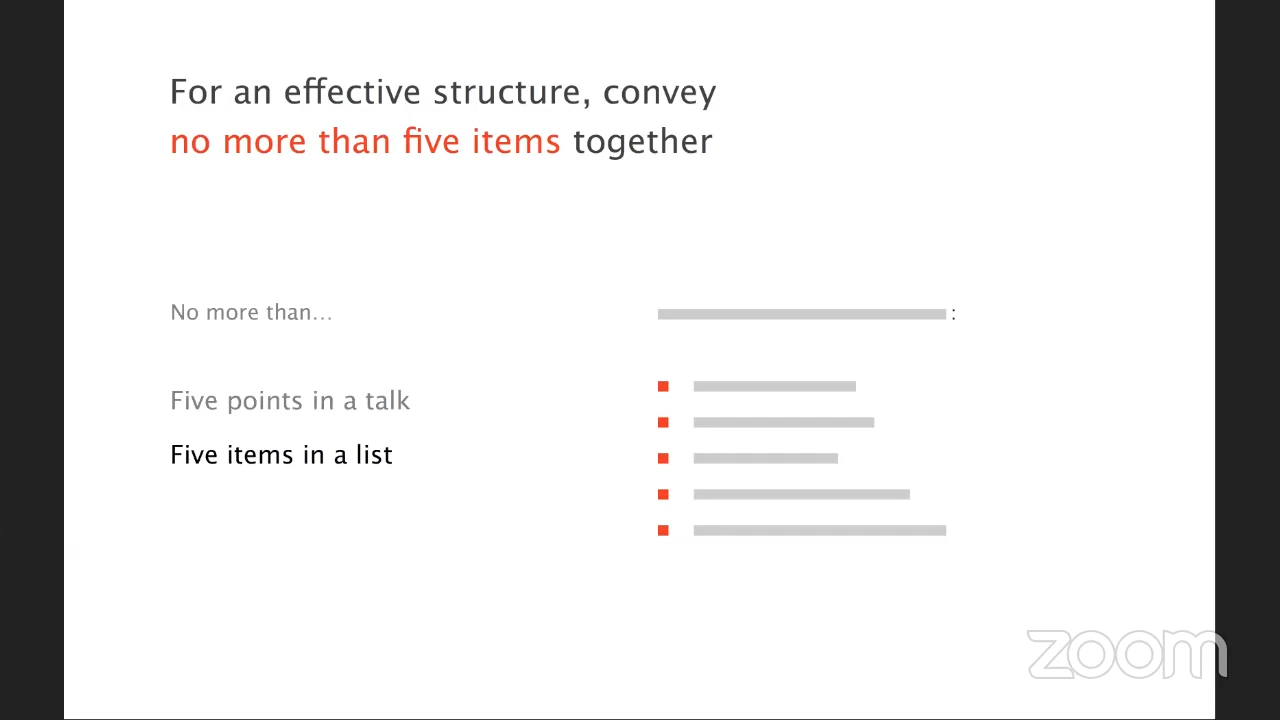 For an effective structure, convey
no more than five items together
No more than…
:
Five points in a talk
Five items in a list
zoom